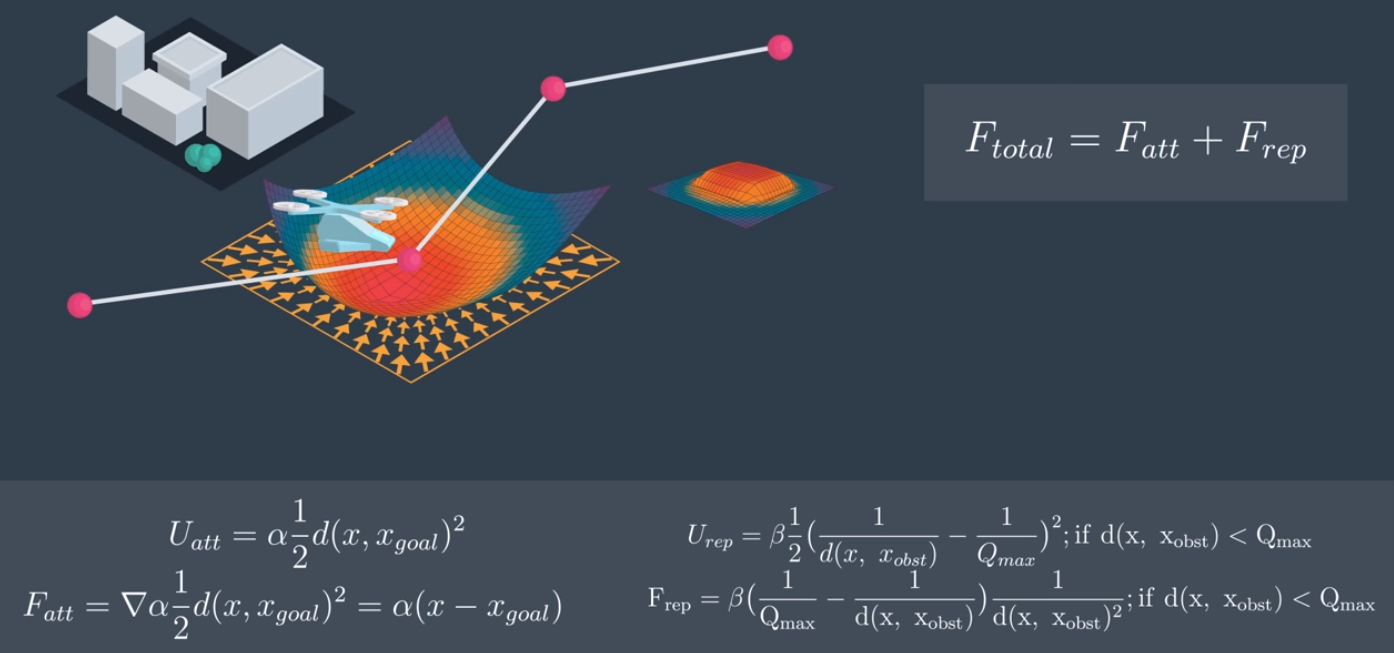 $F_{total} = F_{att} + F_{rep}$
$U_{att} = \alpha \frac{1}{2} d(x, x_{goal})^2$
$F_{att} = \nabla \alpha \frac{1}{2} d(x, x_{goal})^2 = \alpha (x - x_{goal})$
$U_{rep} = \beta \frac{1}{2} ( \frac{1}{d(x,\ x_{obst})} - \frac{1}{Q_{max}} )^2; \text{if } \mathrm{d(x,\ x_{obst}) < Q_{max}}$
$\mathrm{F_{rep}} = \beta ( \frac{1}{\mathrm{Q_{max}}} - \frac{1}{\mathrm{d(x,\ x_{obst})}} ) \frac{1}{\mathrm{d(x,\ x_{obst})^2}}; \text{if } \mathrm{d(x,\ x_{obst}) < Q_{max}}$